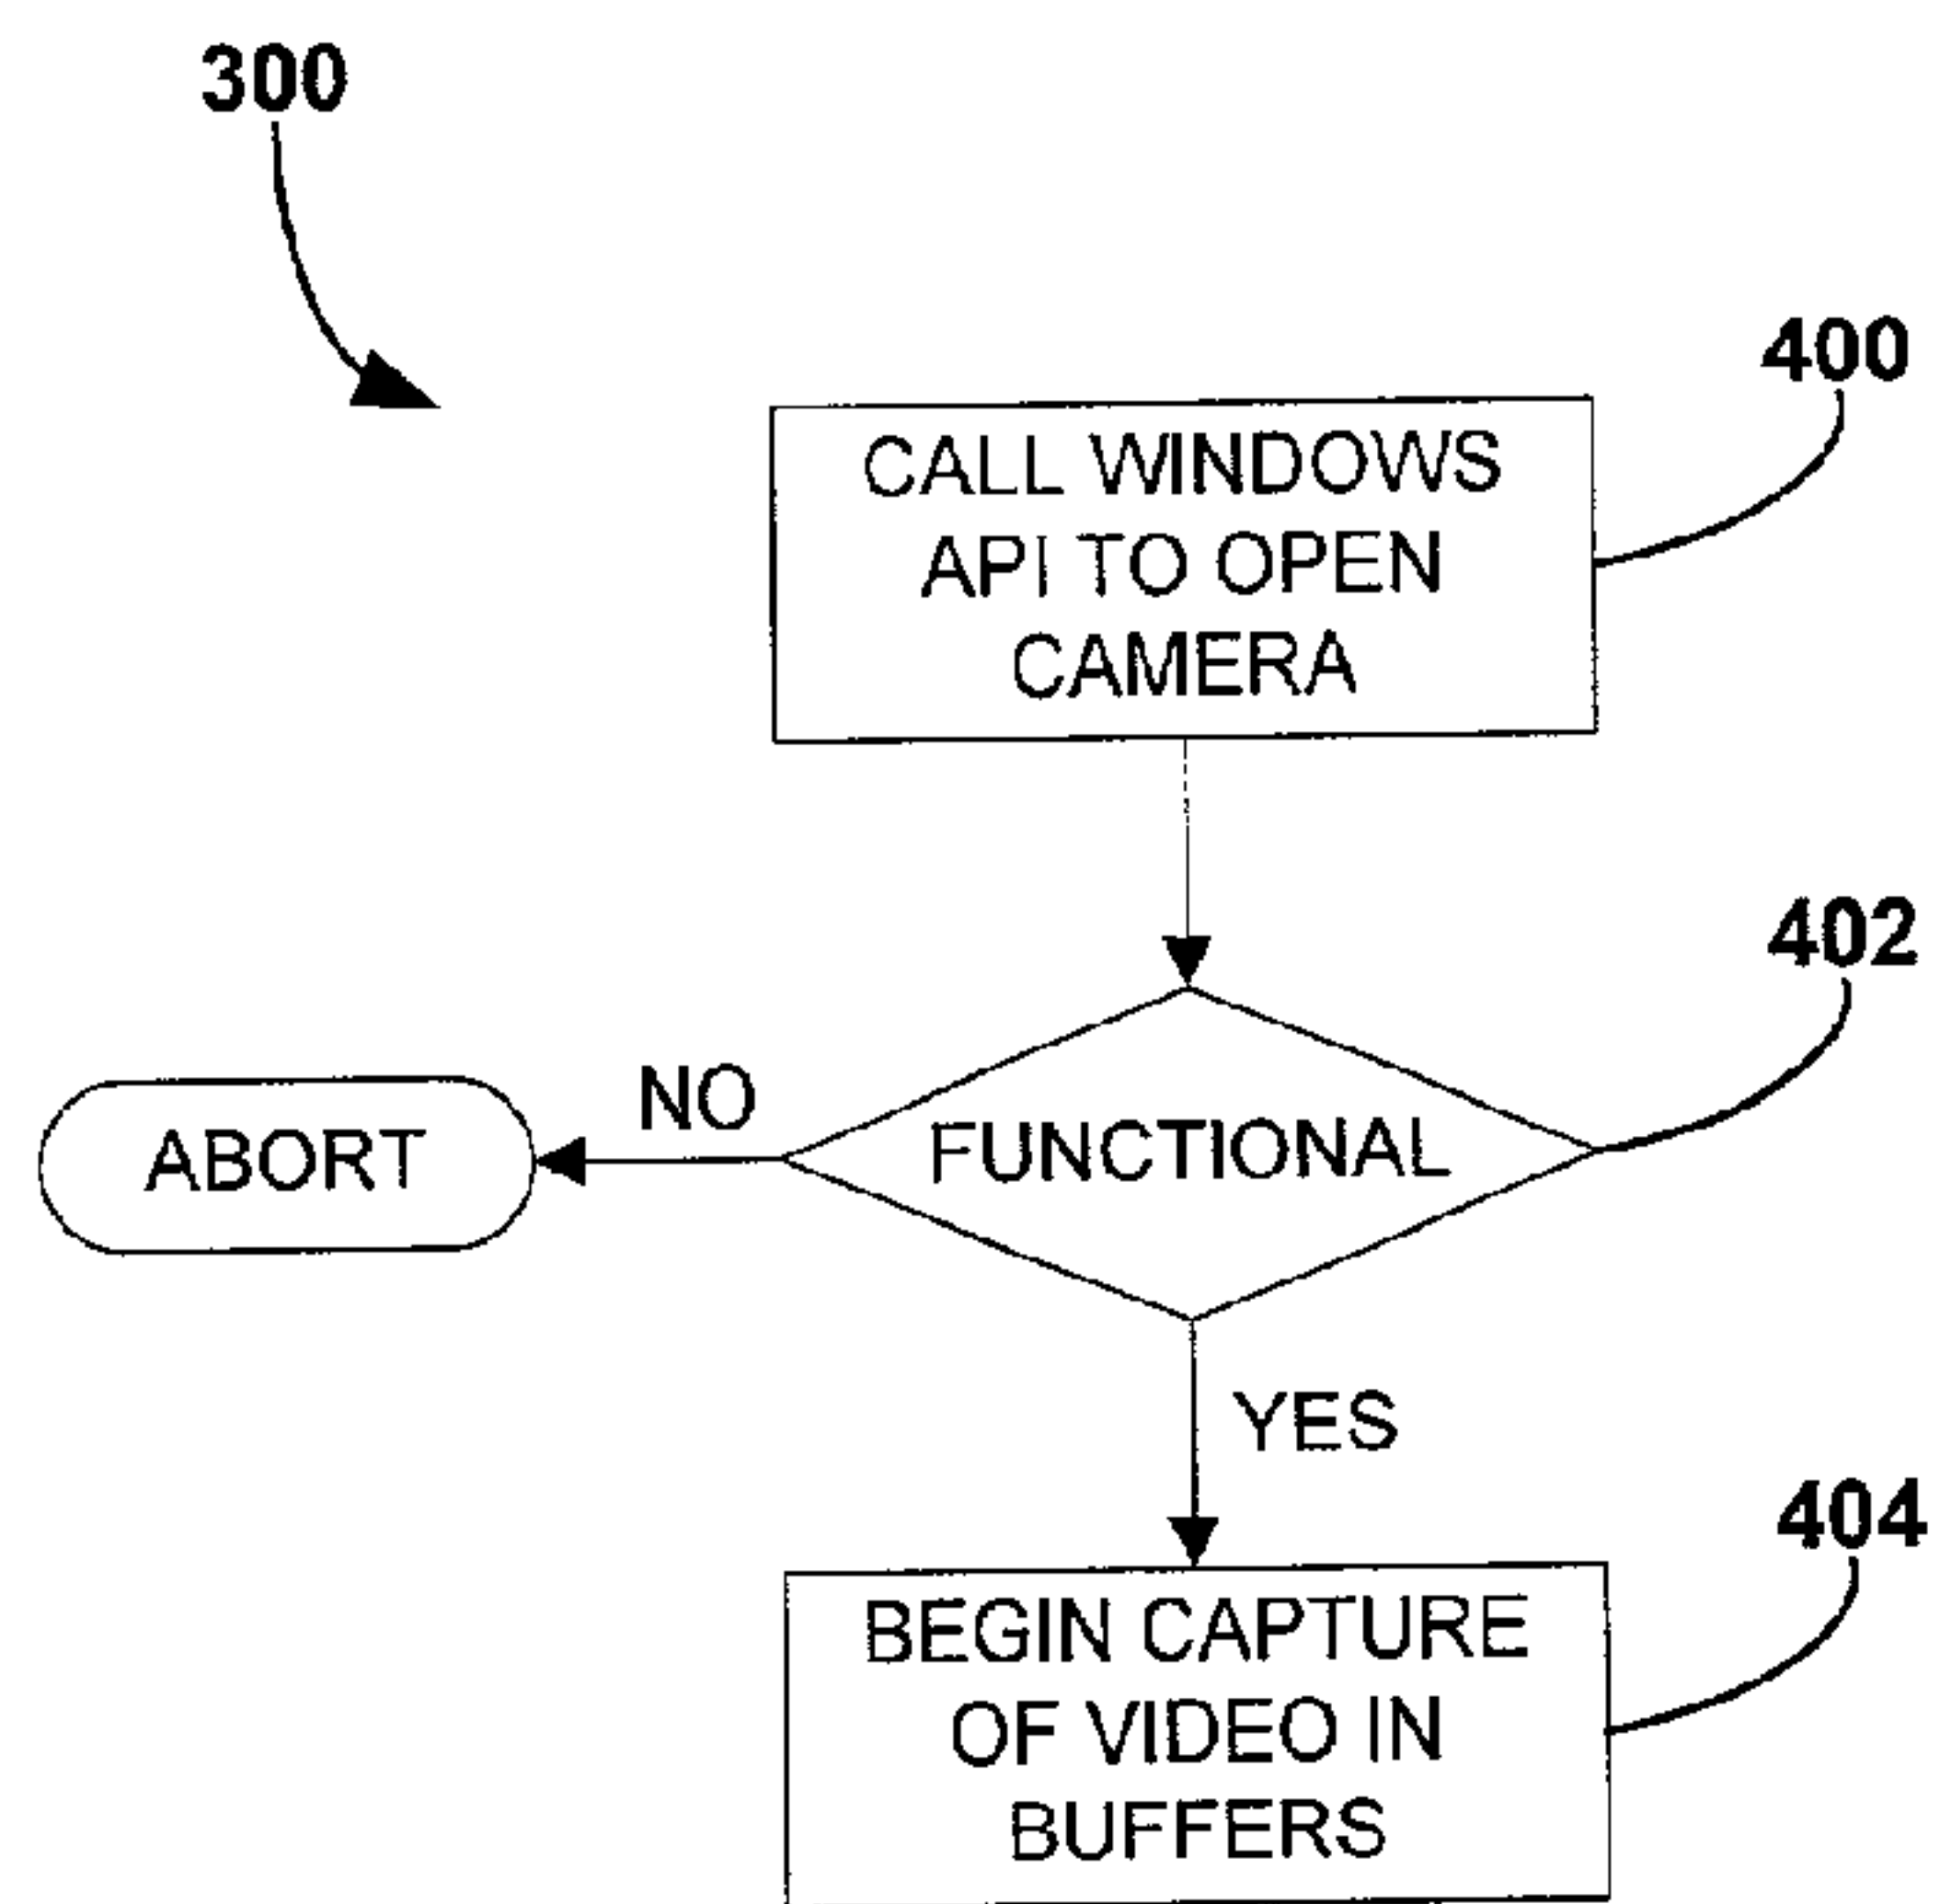 300
400
CALL WINDOWS
API TO OPEN
CAMERA
402
NO
ABORT
FUNCTIONAL
YES
404
BEGIN CAPTURE
OF VIDEO IN
BUFFERS